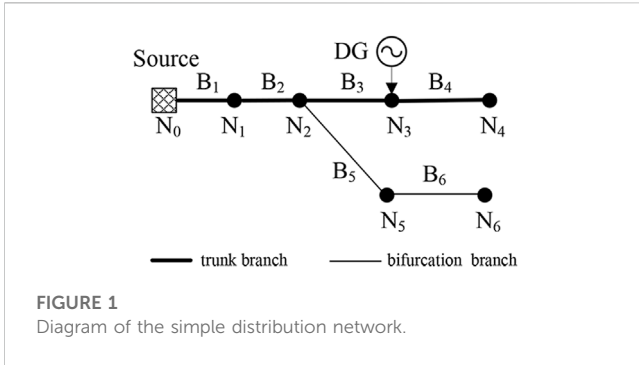 DG
Source
B1 B2 B3 B4
N0 N1 N2 N3 N4
B5 B6
N5 N6
trunk branch bifurcation branch
FIGURE 1
Diagram of the simple distribution network.